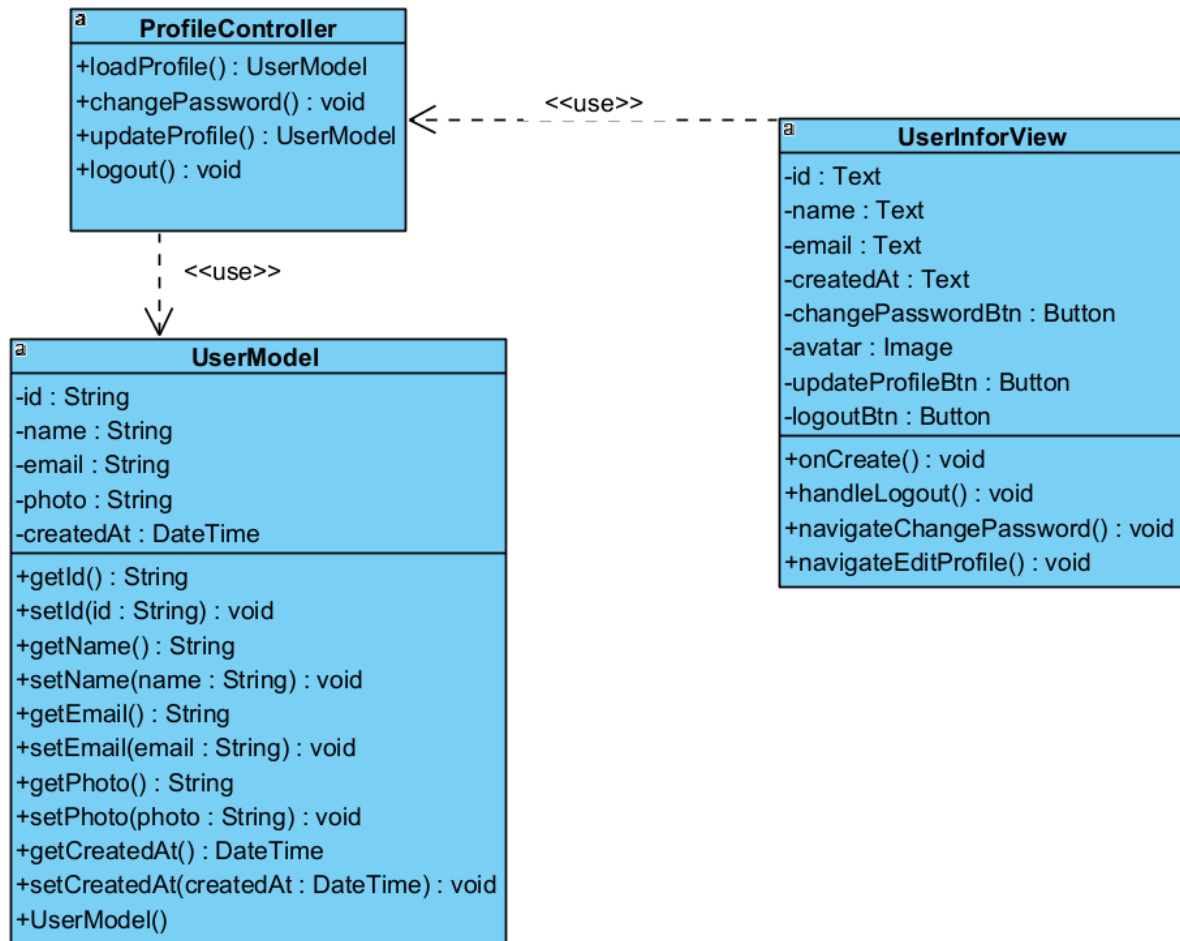 a
ProfileController
+loadProfile() : UserModel
+changePassword() : void
+updateProfile() : UserModel
+logout() : void
<<use>>
<<use>>
a
UserInforView
-id : Text
-name : Text
-email : Text
-createdAt : Text
-changePasswordBtn : Button
-avatar : Image
-updateProfileBtn : Button
-logoutBtn : Button
+onCreate() : void
+handleLogout() : void
+navigateChangePassword() : void
+navigateEditProfile() : void
a
UserModel
-id : String
-name : String
-email : String
-photo : String
-createdAt : DateTime
+getId() : String
+setId(id : String) : void
+getName() : String
+setName(name : String) : void
+getEmail() : String
+setEmail(email : String) : void
+getPhoto() : String
+setPhoto(photo : String) : void
+getCreatedAt() : DateTime
+setCreatedAt(createdAt : DateTime) : void
+UserModel()